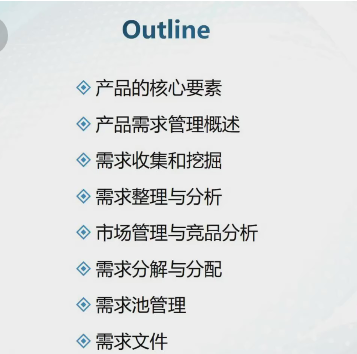 Outline
产品的核心要素
产品需求管理概述
需求收集和挖掘
需求整理与分析
市场管理与竞品分析
需求分解与分配
需求池管理
需求文件